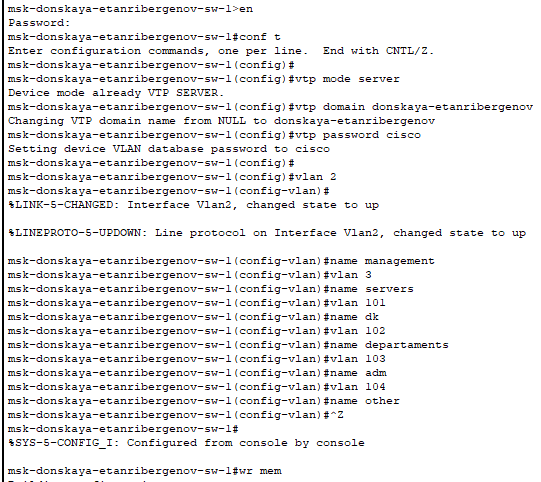 msk-donskaya-etanribergenov-sw-1>en
Password:
msk-donskaya-etanribergenov-sw-1#conf t
Enter configuration commands, one per line.  End with CNTL/Z.
msk-donskaya-etanribergenov-sw-1(config)#
msk-donskaya-etanribergenov-sw-1(config)#vtp mode server
Device mode already VTP SERVER.
msk-donskaya-etanribergenov-sw-1(config)#vtp domain donskaya-etanribergenov
Changing VTP domain name from NULL to donskaya-etanribergenov
msk-donskaya-etanribergenov-sw-1(config)#vtp password cisco
Setting device VLAN database password to cisco
msk-donskaya-etanribergenov-sw-1(config)#
msk-donskaya-etanribergenov-sw-1(config)#vlan 2
msk-donskaya-etanribergenov-sw-1(config-vlan)#
%LINK-5-CHANGED: Interface Vlan2, changed state to up
%LINEPROTO-5-UPDOWN: Line protocol on Interface Vlan2, changed state to up
msk-donskaya-etanribergenov-sw-1(config-vlan)#name management
msk-donskaya-etanribergenov-sw-1(config-vlan)#vlan 3
msk-donskaya-etanribergenov-sw-1(config-vlan)#name servers
msk-donskaya-etanribergenov-sw-1(config-vlan)#vlan 101
msk-donskaya-etanribergenov-sw-1(config-vlan)#name dk
msk-donskaya-etanribergenov-sw-1(config-vlan)#vlan 102
msk-donskaya-etanribergenov-sw-1(config-vlan)#name departaments
msk-donskaya-etanribergenov-sw-1(config-vlan)#vlan 103
msk-donskaya-etanribergenov-sw-1(config-vlan)#name adm
msk-donskaya-etanribergenov-sw-1(config-vlan)#vlan 104
msk-donskaya-etanribergenov-sw-1(config-vlan)#name other
msk-donskaya-etanribergenov-sw-1(config-vlan)#^Z
msk-donskaya-etanribergenov-sw-1#
%SYS-5-CONFIG_I: Configured from console by console
msk-donskaya-etanribergenov-sw-1#wr mem